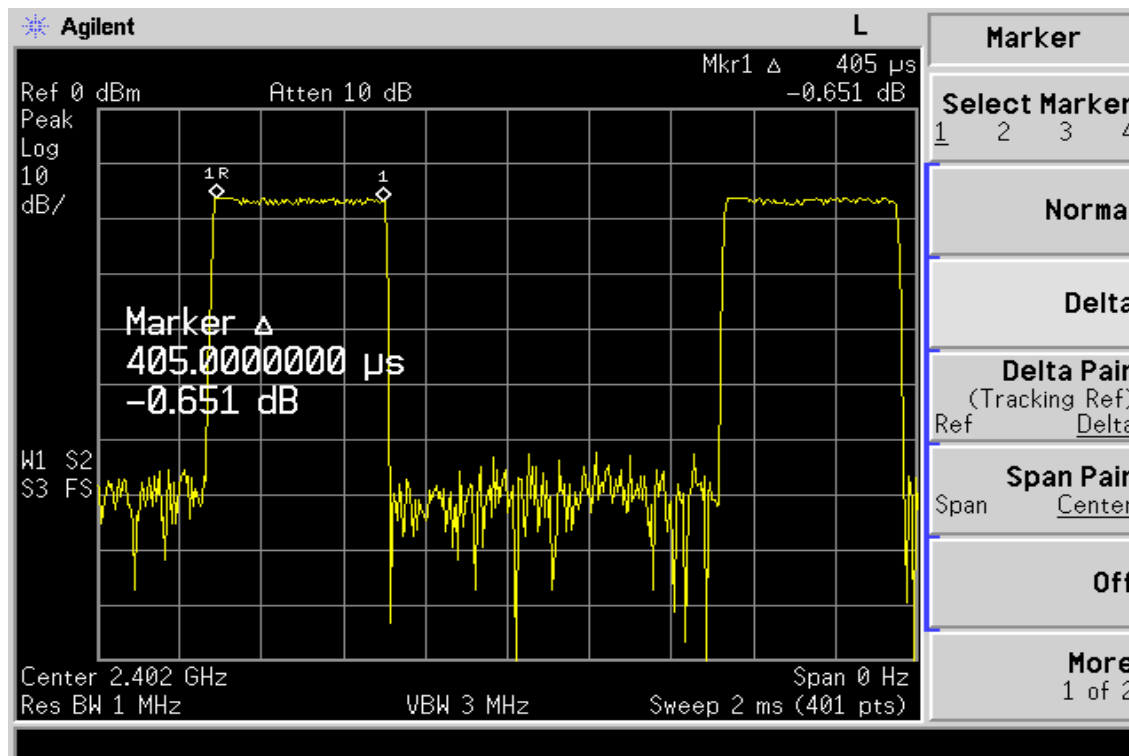 Agilent L
Marker
Mkr1 Δ 405 µs
Ref 0 dBm Atten 10 dB -0.651 dB
Peak
Log
10
dB/
1R 1
Marker Δ
405.0000000 µs
-0.651 dB
W1 S2
S3 FS
Center 2.402 GHz Span 0 Hz
Res BW 1 MHz VBW 3 MHz Sweep 2 ms (401 pts)
Select Marker
1 2 3 4
Norma
Delta
Delta Pair
(Tracking Ref)
Ref Delta
Span Pair
Span Center
Off
More
1 of 2